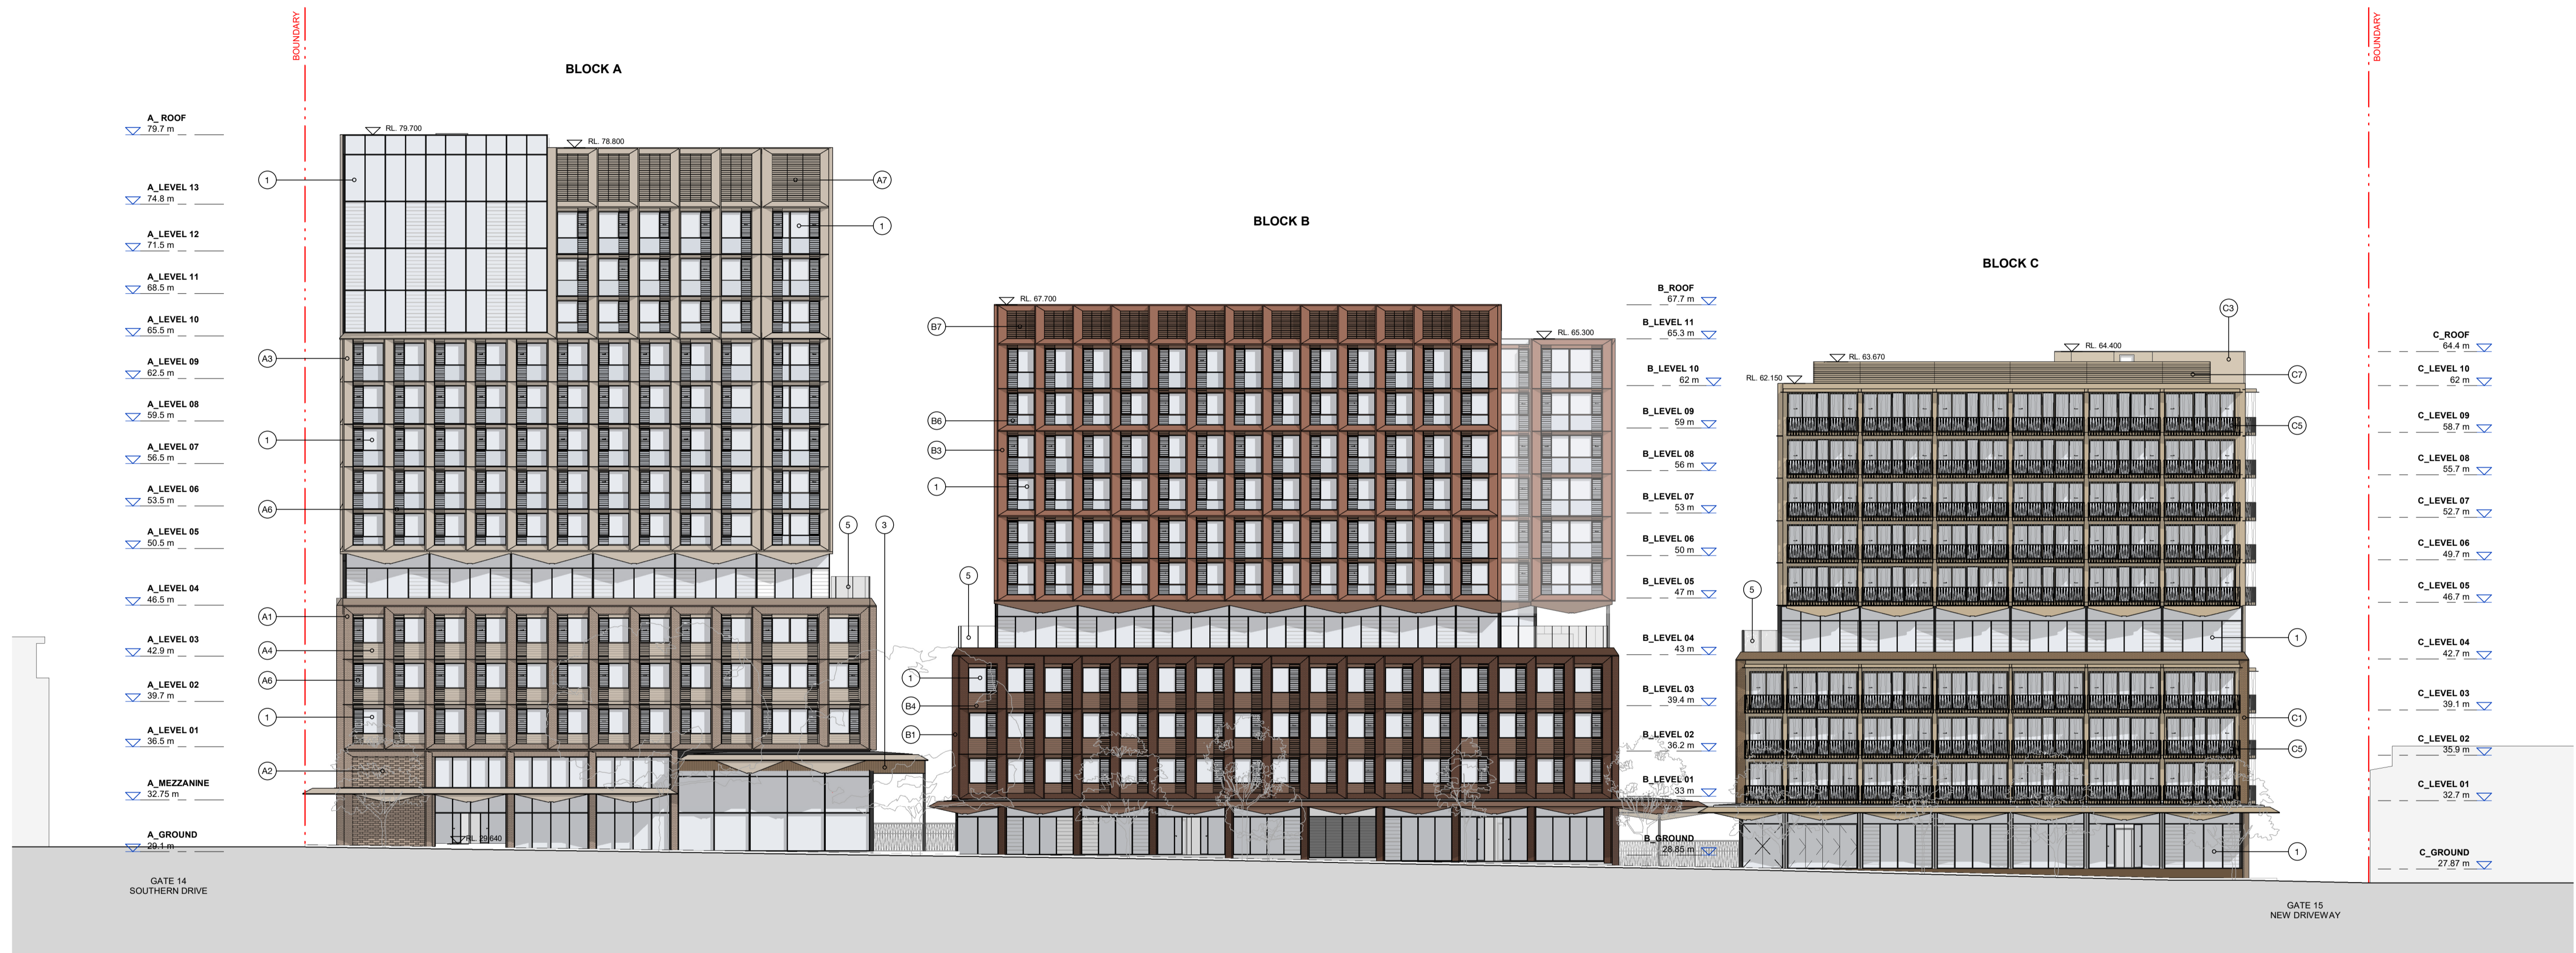 BOUNDARY
BLOCK A
A_ ROOF
79.7 m
A_LEVEL 13
74.8 m
A_LEVEL 12
71.5 m
A_LEVEL 11
68.5 m
A_LEVEL 10
65.5 m
A_LEVEL 09
62.5 m
A_LEVEL 08
59.5 m
A_LEVEL 07
56.5 m
A_LEVEL 06
53.5 m
A_LEVEL 05
50.5 m
A_LEVEL 04
46.5 m
A_LEVEL 03
42.9 m
A_LEVEL 02
39.7 m
A_LEVEL 01
36.5 m
A_MEZZANINE
32.75 m
A_GROUND
29.1 m
GATE 14
SOUTHERN DRIVE
1
A3
1
A6
A1
A4
A6
1
A2
RL. 79.700
RL. 78.800
A7
1
5
3
RL. 29.640
BLOCK B
RL. 67.700
RL. 65.300
B7
B6
B3
1
5
1
B4
B1
B_ROOF
67.7 m
B_LEVEL 11
65.3 m
B_LEVEL 10
62 m
B_LEVEL 09
59 m
B_LEVEL 08
56 m
B_LEVEL 07
53 m
B_LEVEL 06
50 m
B_LEVEL 05
47 m
B_LEVEL 04
43 m
B_LEVEL 03
39.4 m
B_LEVEL 02
36.2 m
B_LEVEL 01
33 m
B_GROUND
28.85 m
BLOCK C
RL. 64.400
RL. 63.670
RL. 62.150
5
C3
C7
C5
1
C1
C5
1
BOUNDARY
C_ROOF
64.4 m
C_LEVEL 10
62 m
C_LEVEL 09
58.7 m
C_LEVEL 08
55.7 m
C_LEVEL 07
52.7 m
C_LEVEL 06
49.7 m
C_LEVEL 05
46.7 m
C_LEVEL 04
42.7 m
C_LEVEL 03
39.1 m
C_LEVEL 02
35.9 m
C_LEVEL 01
32.7 m
C_GROUND
27.87 m
GATE 15
NEW DRIVEWAY